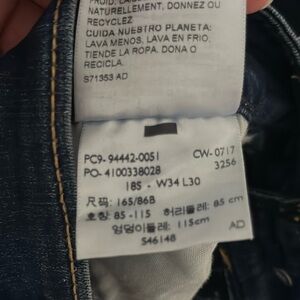 FROID. 
NATURELLEMENT, DONNEZ OU
RECYCLEZ
CUIDA NUESTRO PLANETA:
LAVA MENOS, LAVA EN FRIO,
TIENDE LA ROPA. DONA O
RECICLA.
S71353 AD
PC9- 94442-0051 CW- 0717
PO- 4100338028 3256
18S - W34 L30
尺码: 165/86B
호칭: 85 -115 허리둘레: 85 cm
엉덩이둘레: 115cm AD
S46148